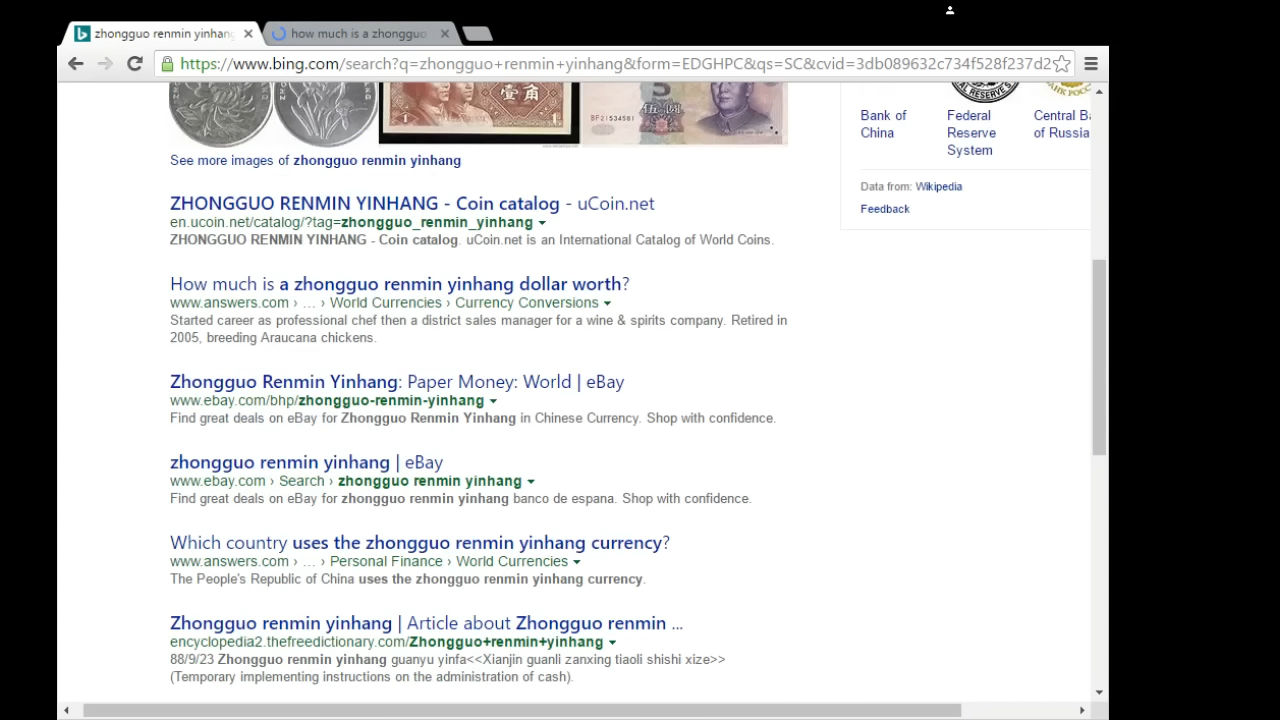 zhongguo renmin yinhang
how much is a zhongguo
https://www.bing.com/search?q=zhongguo+renmin+yinhang&form=EDGHPC&qs=SC&cvid=3db089632c734f528f237d2
壹角
1
伍元
5
BF21534581
Bank of China
Federal Reserve System
Central Ba
of Russia
Data from: Wikipedia
Feedback
See more images of zhongguo renmin yinhang
ZHONGGUO RENMIN YINHANG - Coin catalog - uCoin.net
en.ucoin.net/catalog/?tag=zhongguo_renmin_yinhang
ZHONGGUO RENMIN YINHANG - Coin catalog. uCoin.net is an International Catalog of World Coins.
How much is a zhongguo renmin yinhang dollar worth?
www.answers.com › ... › World Currencies › Currency Conversions
Started career as professional chef then a district sales manager for a wine & spirits company. Retired in
2005, breeding Araucana chickens.
Zhongguo Renmin Yinhang: Paper Money: World | eBay
www.ebay.com/bhp/zhongguo-renmin-yinhang
Find great deals on eBay for Zhongguo Renmin Yinhang in Chinese Currency. Shop with confidence.
zhongguo renmin yinhang | eBay
www.ebay.com › Search › zhongguo renmin yinhang
Find great deals on eBay for zhongguo renmin yinhang banco de espana. Shop with confidence.
Which country uses the zhongguo renmin yinhang currency?
www.answers.com › ... › Personal Finance › World Currencies
The People's Republic of China uses the zhongguo renmin yinhang currency.
Zhongguo renmin yinhang | Article about Zhongguo renmin ...
encyclopedia2.thefreedictionary.com/Zhongguo+renmin+yinhang
88/9/23 Zhongguo renmin yinhang guanyu yinfa<<Xianjin guanli zanxing tiaoli shishi xize>>
(Temporary implementing instructions on the administration of cash).